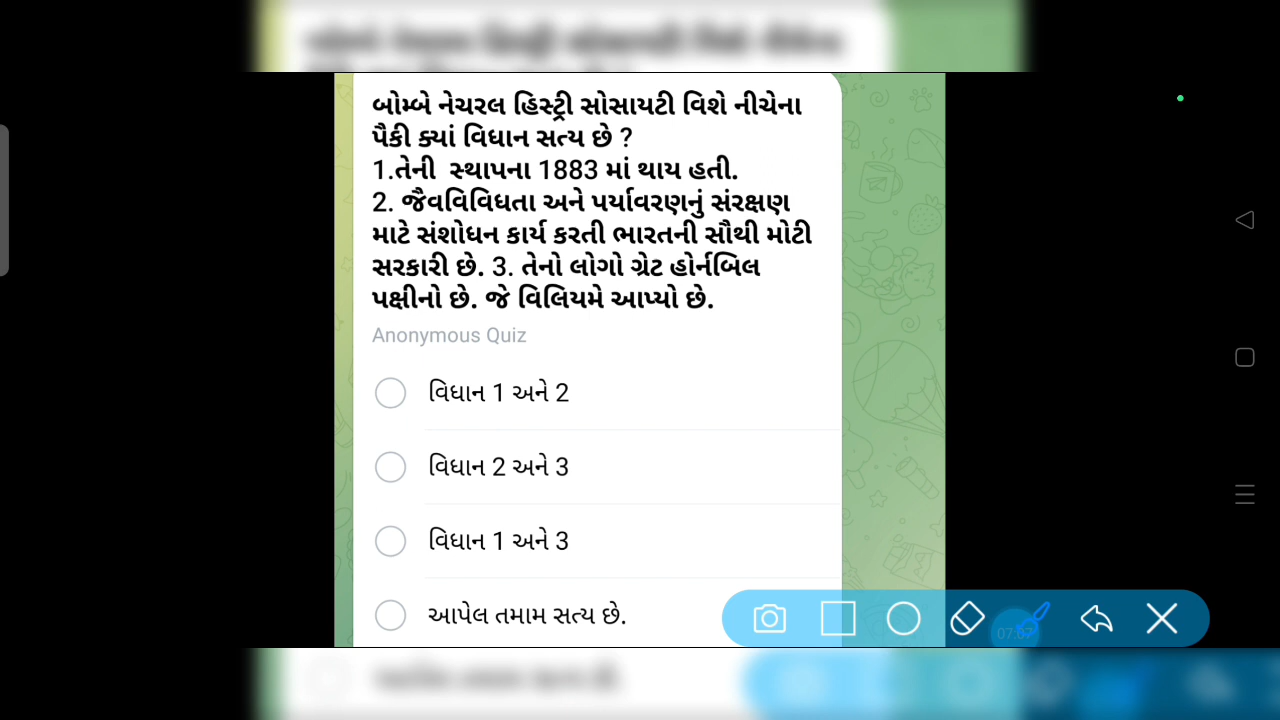 બોમ્બે નેચરલ હિસ્ટ્રી સોસાયટી વિશે નીચેના
પૈકી ક્યાં વિધાન સત્ય છે ?
1.તેની  સ્થાપના 1883 માં થાય હતી.
2. જૈવવિવિધતા અને પર્યાવરણનું સંરક્ષણ
માટે સંશોધન કાર્ય કરતી ભારતની સૌથી મોટી
સરકારી છે. 3. તેનો લોગો ગ્રેટ હોર્નબિલ
પક્ષીનો છે. જે વિલિયમે આપ્યો છે.
Anonymous Quiz
વિધાન 1 અને 2
વિધાન 2 અને 3
વિધાન 1 અને 3
આપેલ તમામ સત્ય છે.